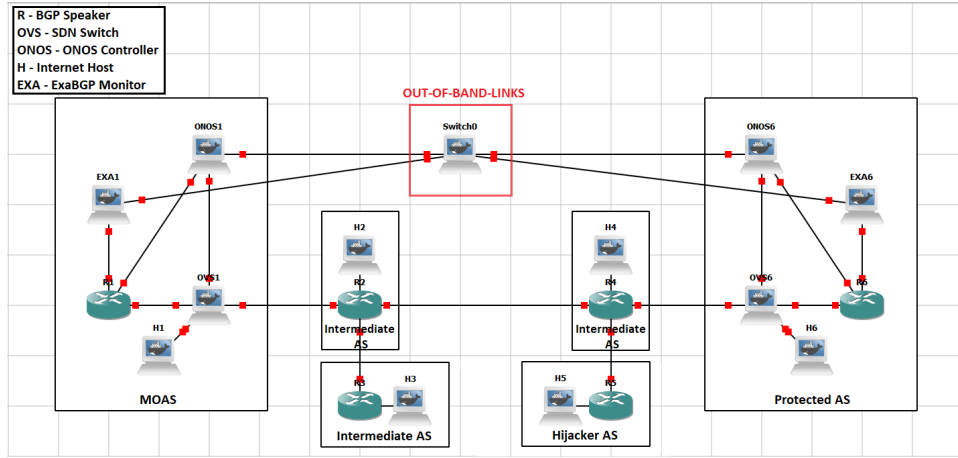 R - BGP Speaker
OVS - SDN Switch
ONOS - ONOS Controller
H - Internet Host
EXA - ExaBGP Monitor
OUT-OF-BAND-LINKS
ONOS1
Switch0
ONOS6
EXA1
EXA6
H2
H4
R1
OVS1
R2
R4
OVS6
R6
Intermediate
AS
Intermediate
AS
H1
H6
R3
H3
H5
R5
MOAS
Intermediate AS
Hijacker AS
Protected AS